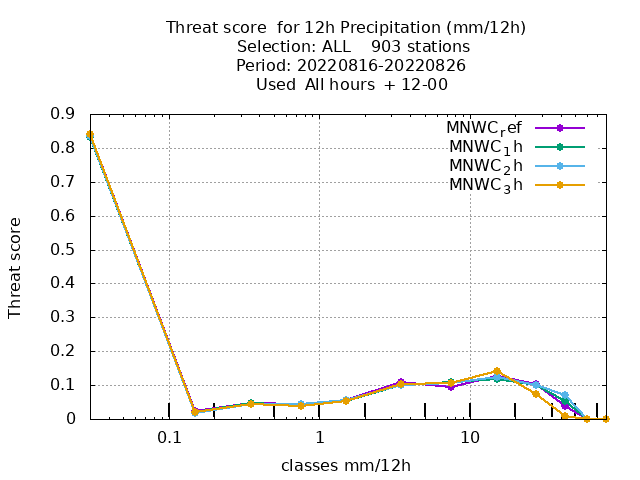 Threat score  for 12h Precipitation (mm/12h)
Selection: ALL    903 stations
Period: 20220816-20220826
Used  All hours  + 12-00
MNWC_ref
MNWC_1h
MNWC_2h
MNWC_3h
Threat score
0.9
0.8
0.7
0.6
0.5
0.4
0.3
0.2
0.1
0
0.1 1 10
classes mm/12h